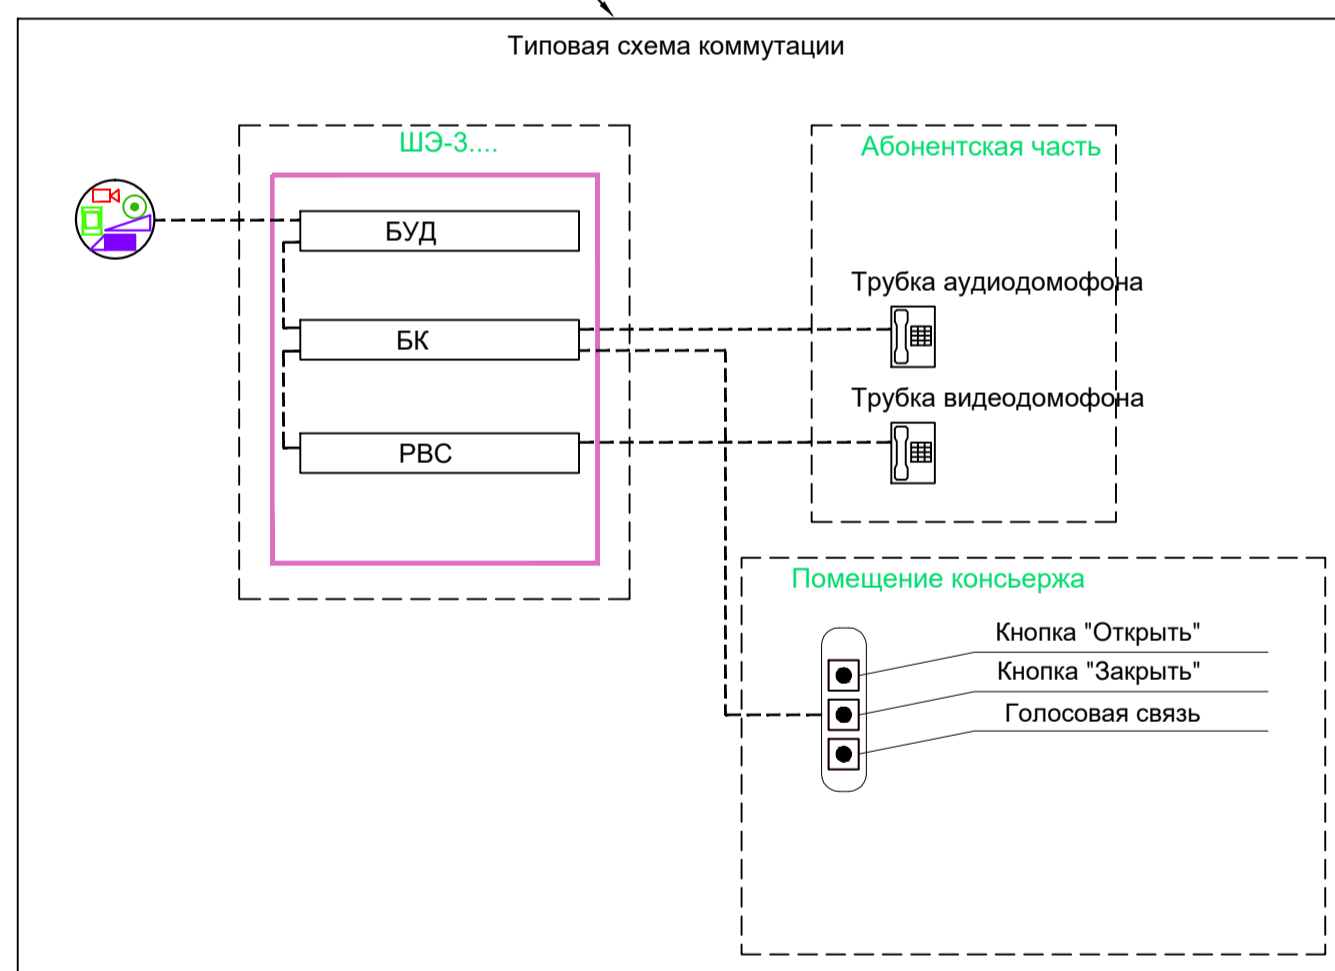 Типовая схема коммутации
ШЭ-3....
Абонентская часть
БУД
Трубка аудиодомофона
БК
Трубка видеодомофона
РВС
Помещение консьержа
Кнопка "Открыть"
Кнопка "Закрыть"
Голосовая связь